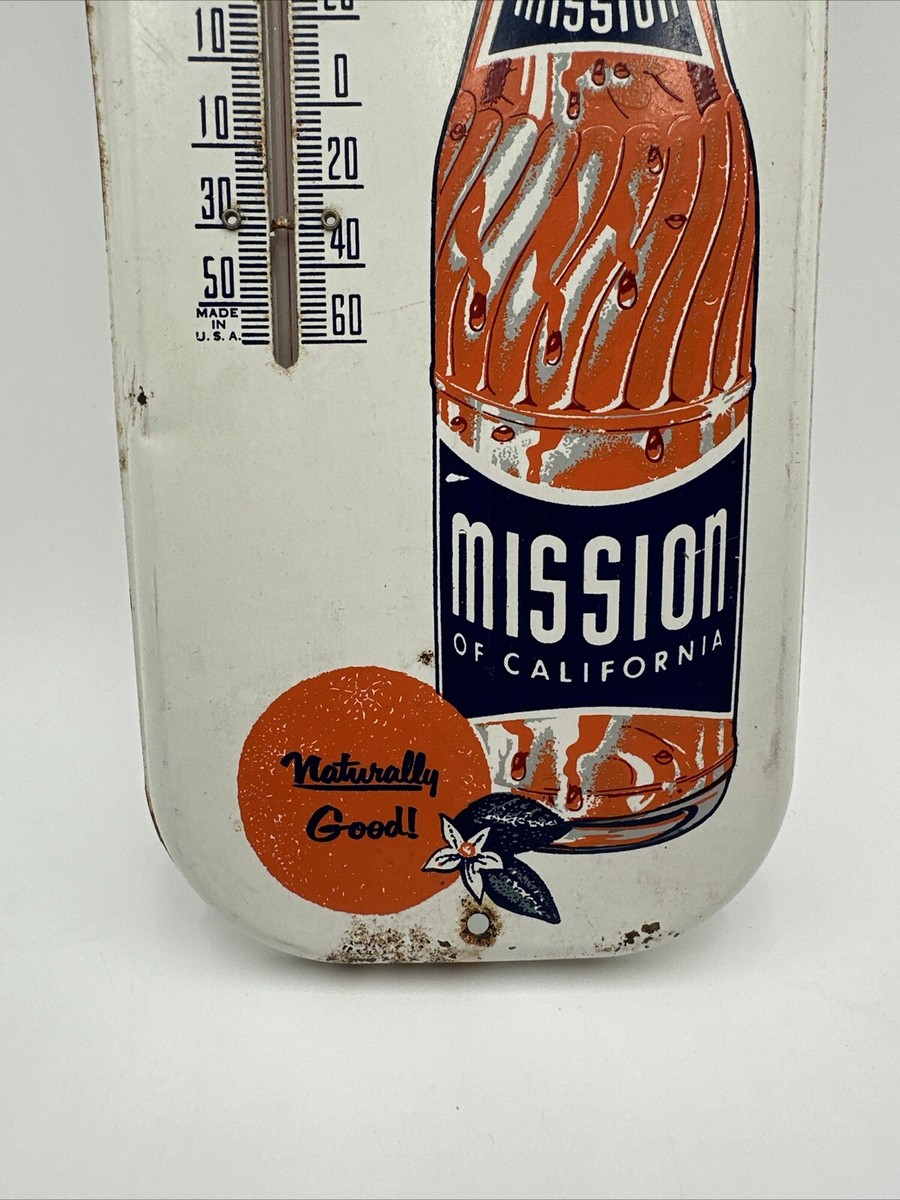 mission
10
0
10
20
30
40
50
60
MADE
IN
U.S.A.
mission
OF CALIFORNIA
Naturally
Good!